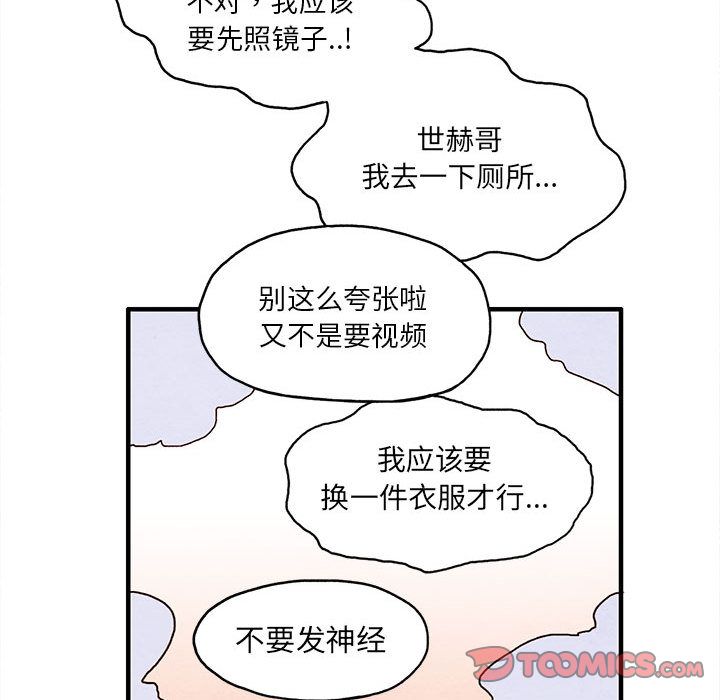 不对，我应该
要先照镜子..!
世赫哥
我去一下厕所...
别这么夸张啦
又不是要视频
我应该要
换一件衣服才行...
不要发神经
TOOMICS.COM